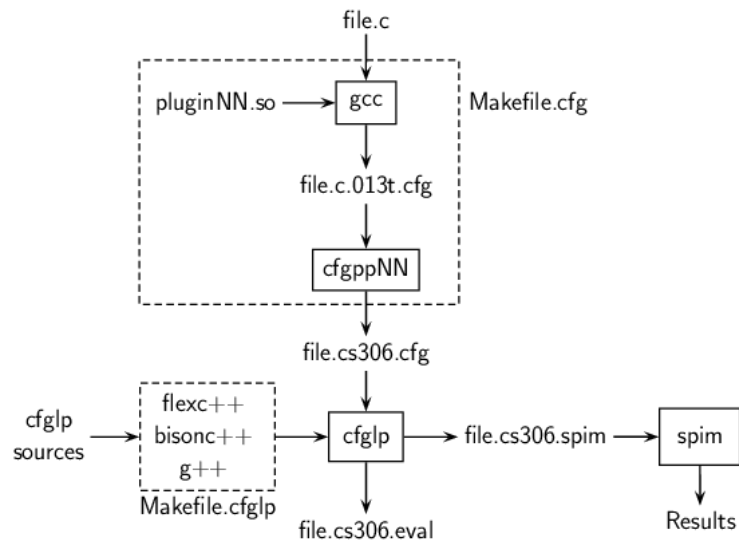 file.c
pluginNN.so
gcc
Makefile.cfg
file.c.013t.cfg
cfgppNN
file.cs306.cfg
cfglp
sources
flexc++
bisonc++
g++
Makefile.cfglp
cfglp
file.cs306.spim
spim
file.cs306.eval
Results